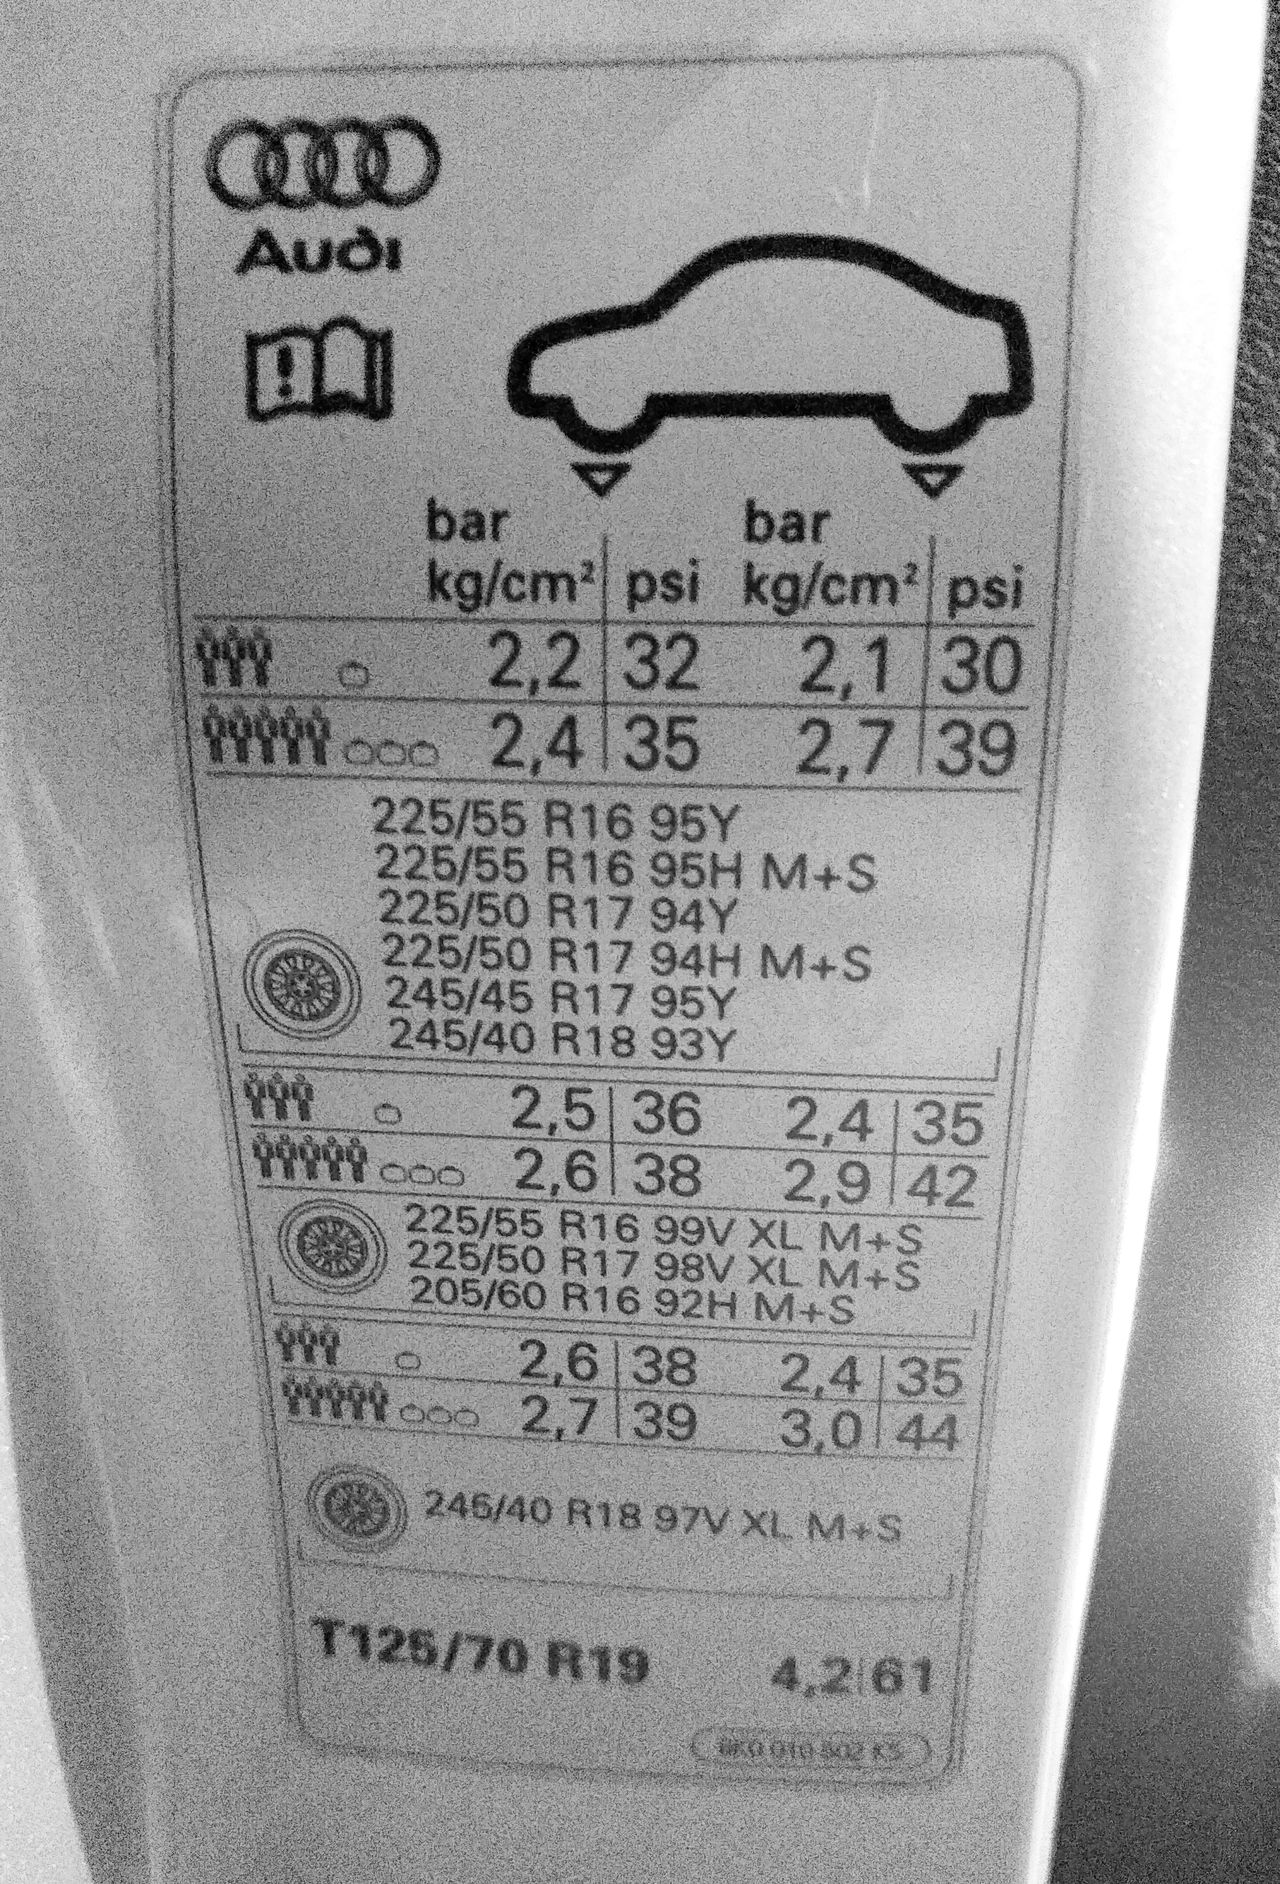 Audi
bar bar
kg/cm² psi kg/cm² psi
2,2 32 2,1 30
2,4 35 2,7 39
225/55 R16 95Y
225/55 R16 95H M+S
225/50 R17 94Y
225/50 R17 94H M+S
245/45 R17 95Y
245/40 R18 93Y
2,5 36 2,4 35
2,6 38 2,9 42
225/55 R16 99V XL M+S
225/50 R17 98V XL M+S
205/60 R16 92H M+S
2,6 38 2,4 35
2,7 39 3,0 44
245/40 R18 97V XL M+S
T125/70 R19 4,2 61
8K0 010 502 KS